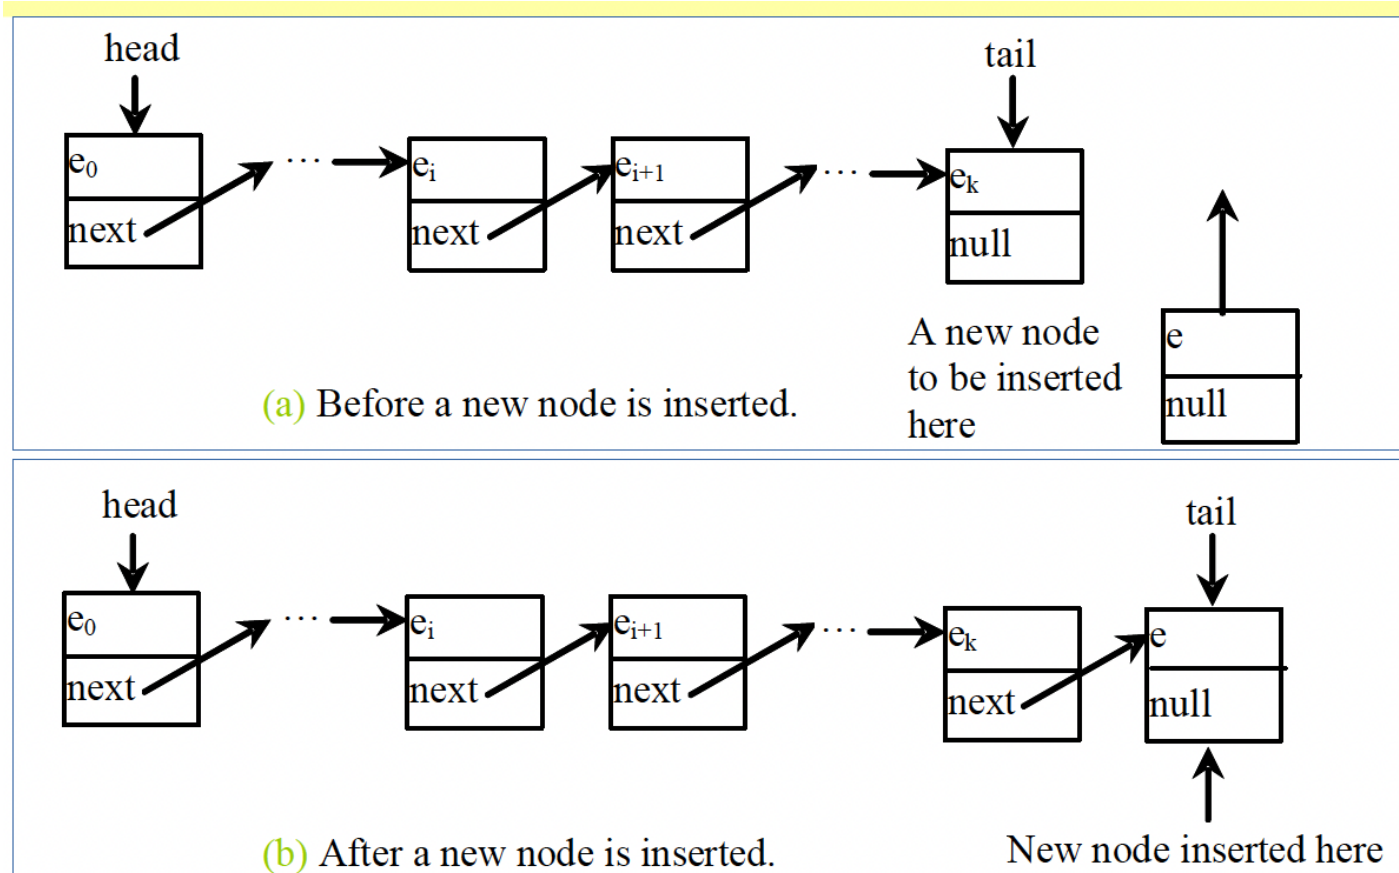 head
tail
e₀
next
…
eᵢ
next
eᵢ₊₁
next
…
eₖ
null
A new node
to be inserted
here
e
null
(a) Before a new node is inserted.
head
tail
e₀
next
…
eᵢ
next
eᵢ₊₁
next
…
eₖ
next
e
null
(b) After a new node is inserted.
New node inserted here